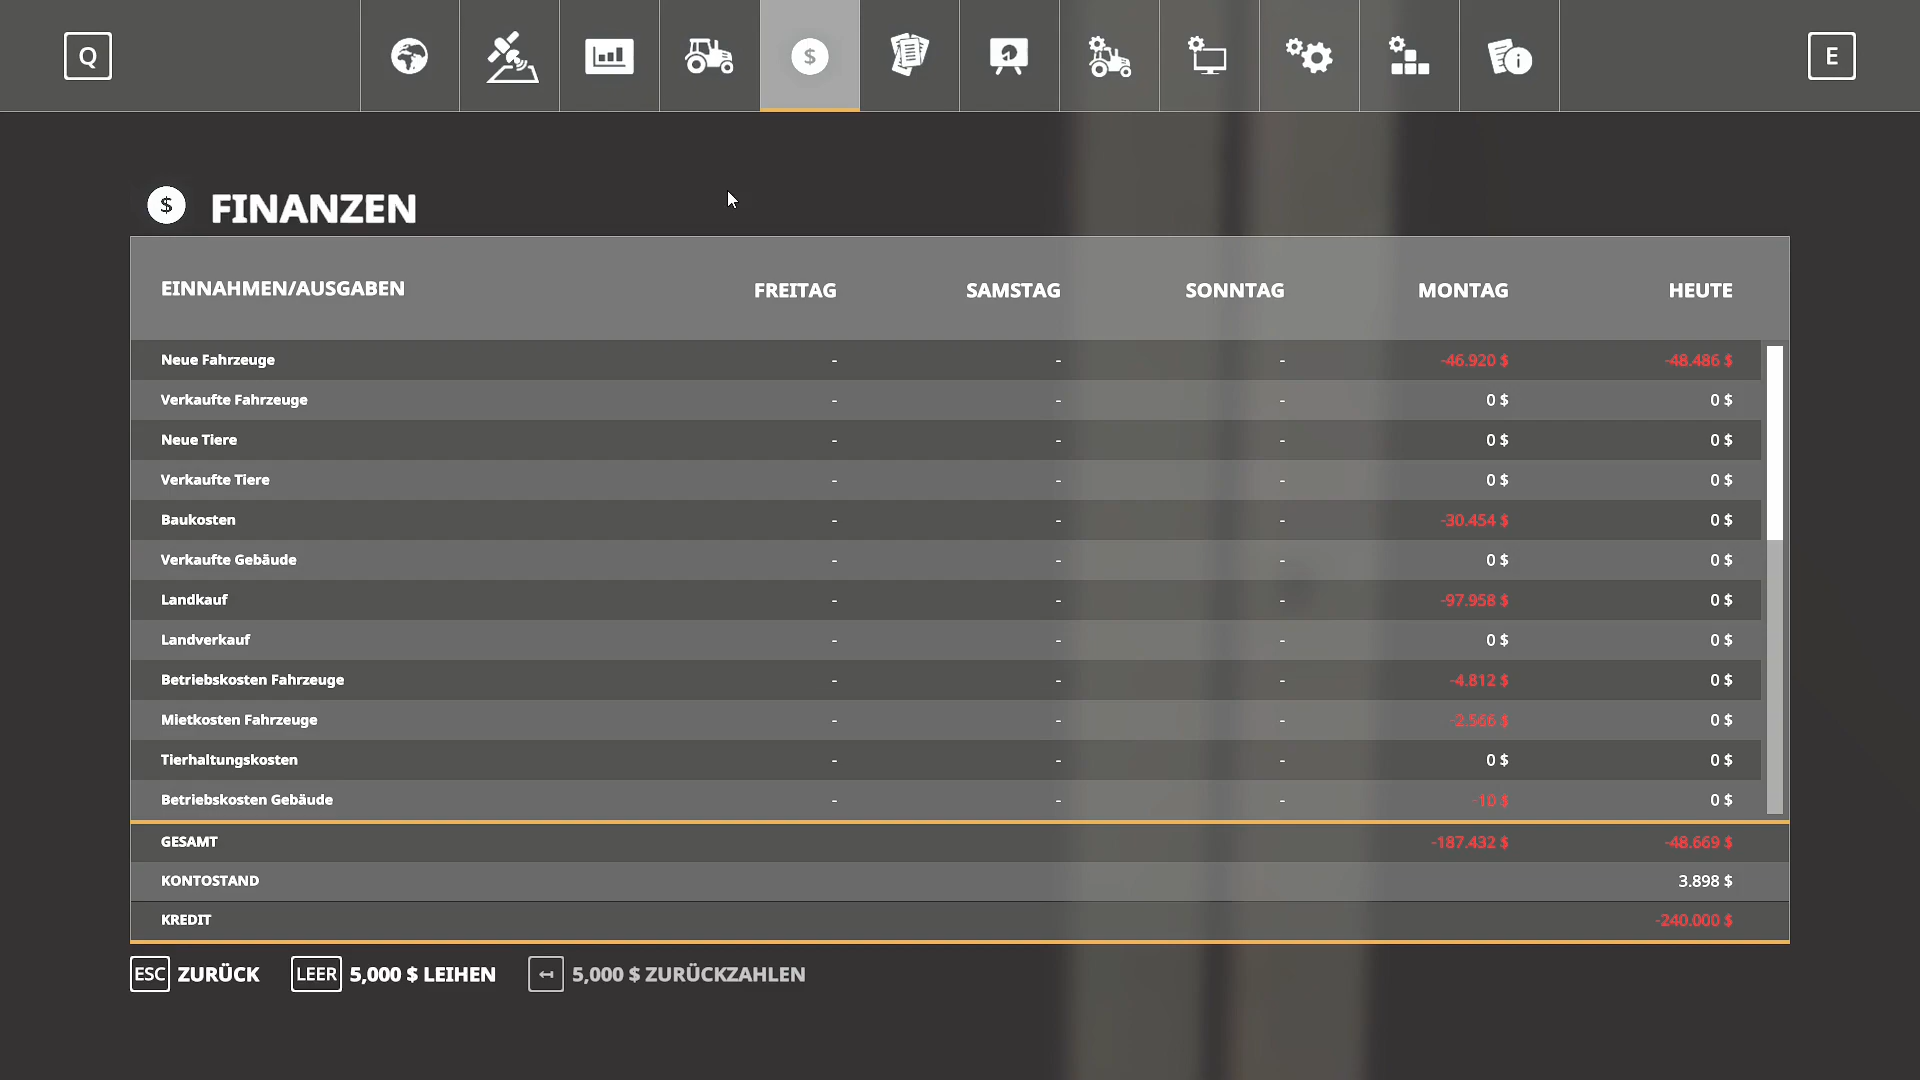 Q
E
$ FINANZEN
EINNAHMEN/AUSGABEN FREITAG SAMSTAG SONNTAG MONTAG HEUTE
Neue Fahrzeuge - - - -46.920 $ -48.486 $
Verkaufte Fahrzeuge - - - 0 $ 0 $
Neue Tiere - - - 0 $ 0 $
Verkaufte Tiere - - - 0 $ 0 $
Baukosten - - - -30.454 $ 0 $
Verkaufte Gebäude - - - 0 $ 0 $
Landkauf - - - -97.958 $ 0 $
Landverkauf - - - 0 $ 0 $
Betriebskosten Fahrzeuge - - - -4.812 $ 0 $
Mietkosten Fahrzeuge - - - -2.566 $ 0 $
Tierhaltungskosten - - - 0 $ 0 $
Betriebskosten Gebäude - - - -10 $ 0 $
GESAMT -187.432 $ -48.669 $
KONTOSTAND 3.898 $
KREDIT -240.000 $
ESC ZURÜCK LEER 5,000 $ LEIHEN ↔ 5,000 $ ZURÜCKZAHLEN